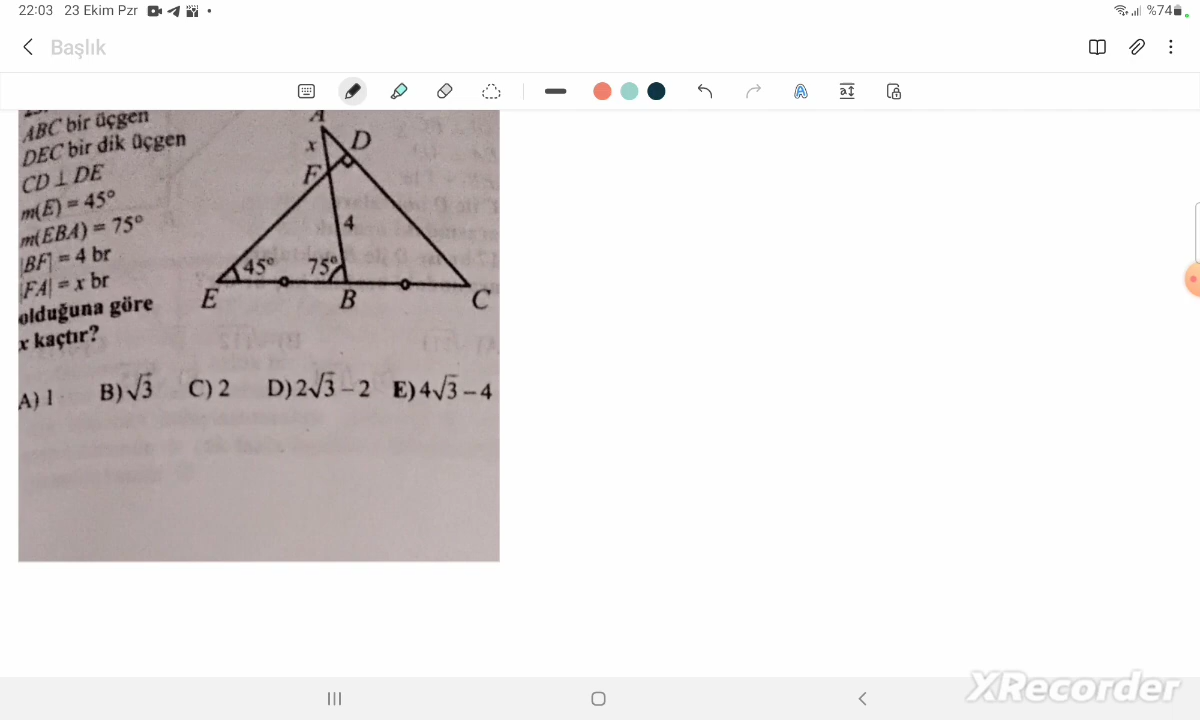 22:03 23 Ekim Pzr
%74
Başlık
ABC bir üçgen
DEC bir dik üçgen
CD ⊥ DE
m(E) = 45°
m(EBA) = 75°
|BF| = 4 br
|FA| = x br
olduğuna göre
x kaçtır?
A
x
D
F
4
45°
75°
E
B
C
A) 1 B) √3 C) 2 D) 2√3 – 2 E) 4√3 – 4
XRecorder